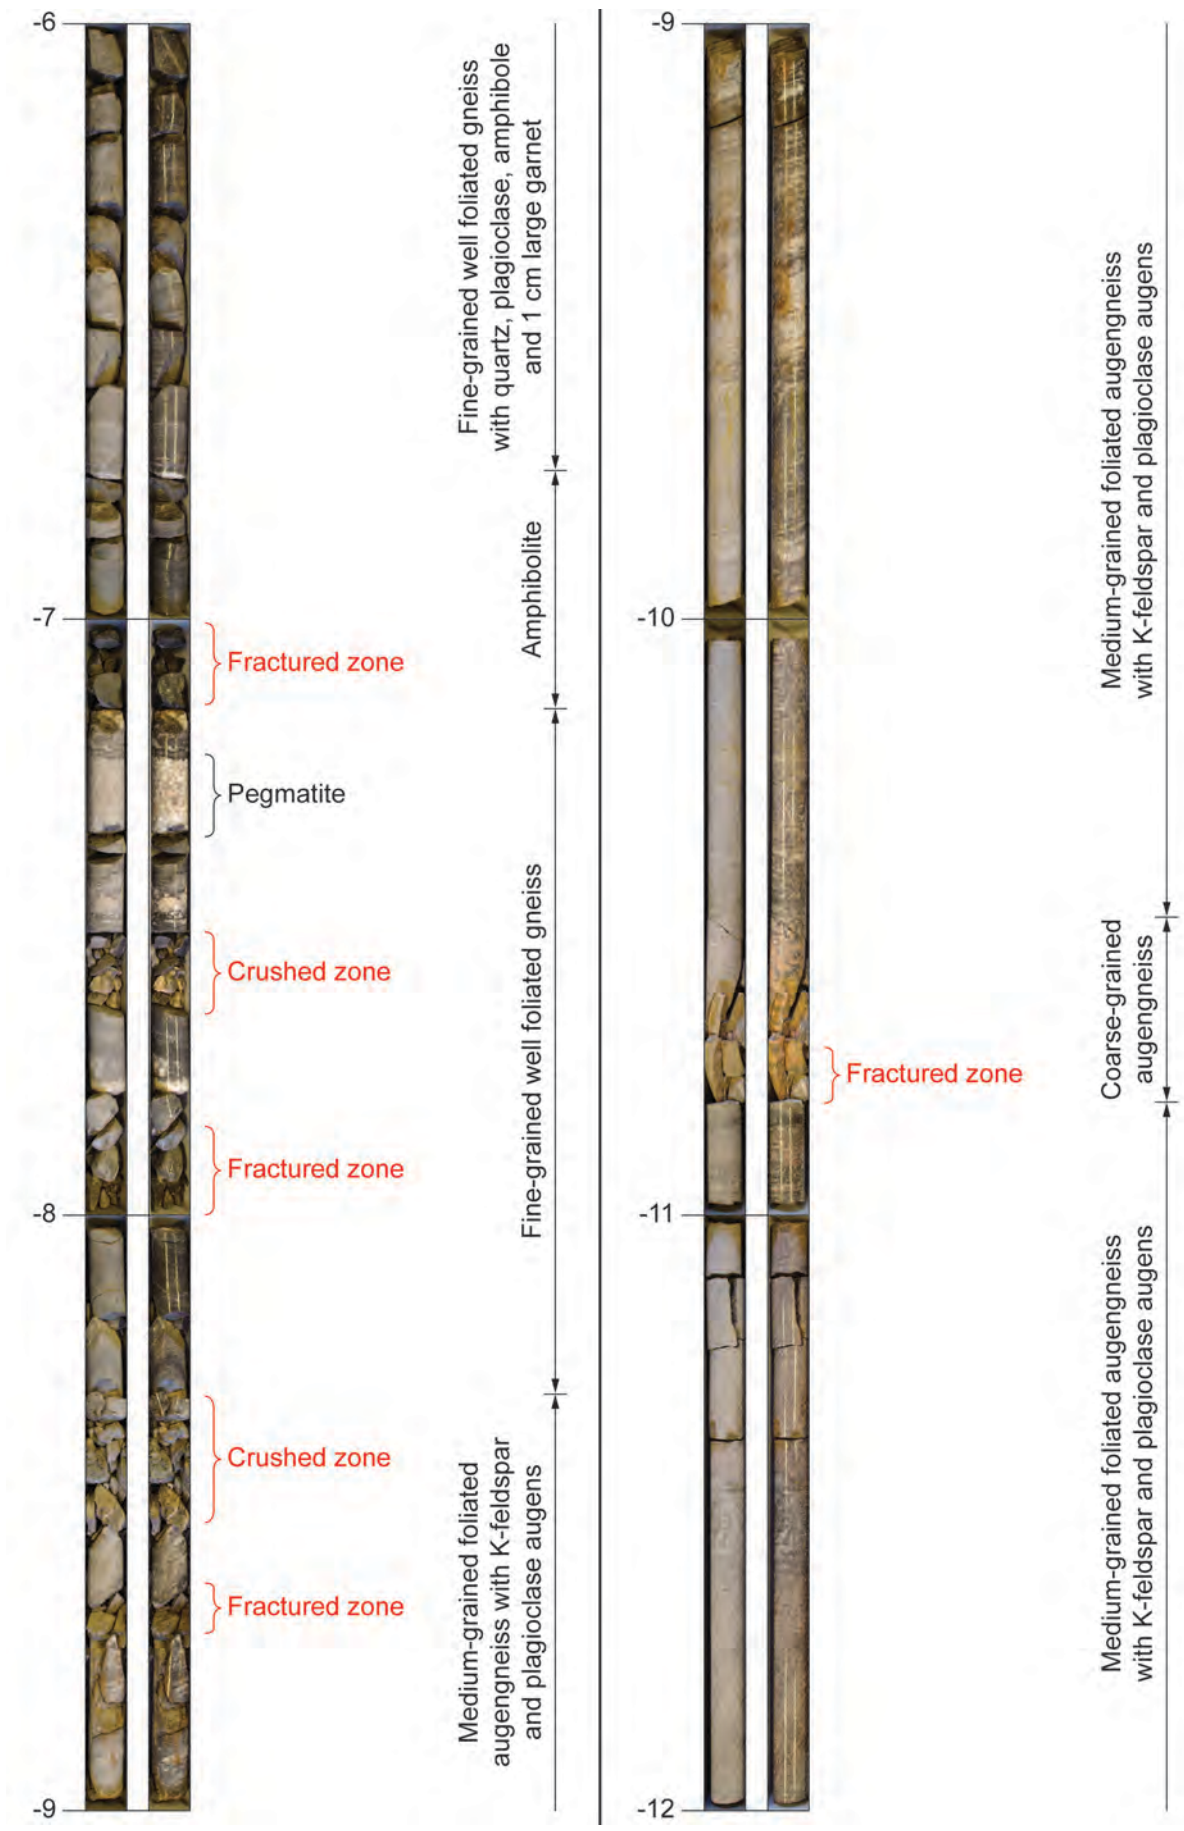 -6
Fine-grained well foliated gneiss
with quartz, plagioclase, amphibole
and 1 cm large garnet
Amphibolite
-7
Fractured zone
Pegmatite
Crushed zone
Fine-grained well foliated gneiss
Fractured zone
-8
Crushed zone
Medium-grained foliated
augengneiss with K-feldspar
and plagioclase augens
Fractured zone
-9
-9
Medium-grained foliated augengneiss
with K-feldspar and plagioclase augens
-10
Coarse-grained
augengneiss
Fractured zone
-11
Medium-grained foliated augengneiss
with K-feldspar and plagioclase augens
-12